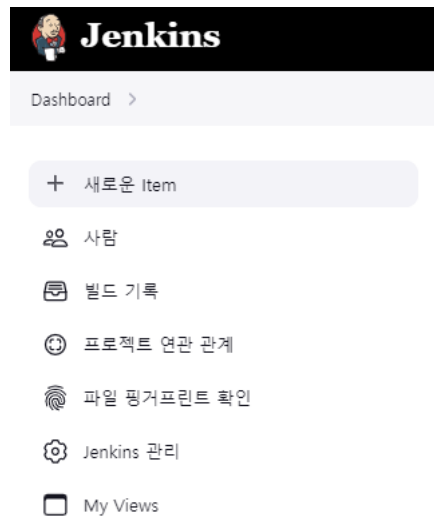 Jenkins
Dashboard >
새로운 Item
사람
빌드 기록
프로젝트 연관 관계
파일 핑거프린트 확인
Jenkins 관리
My Views